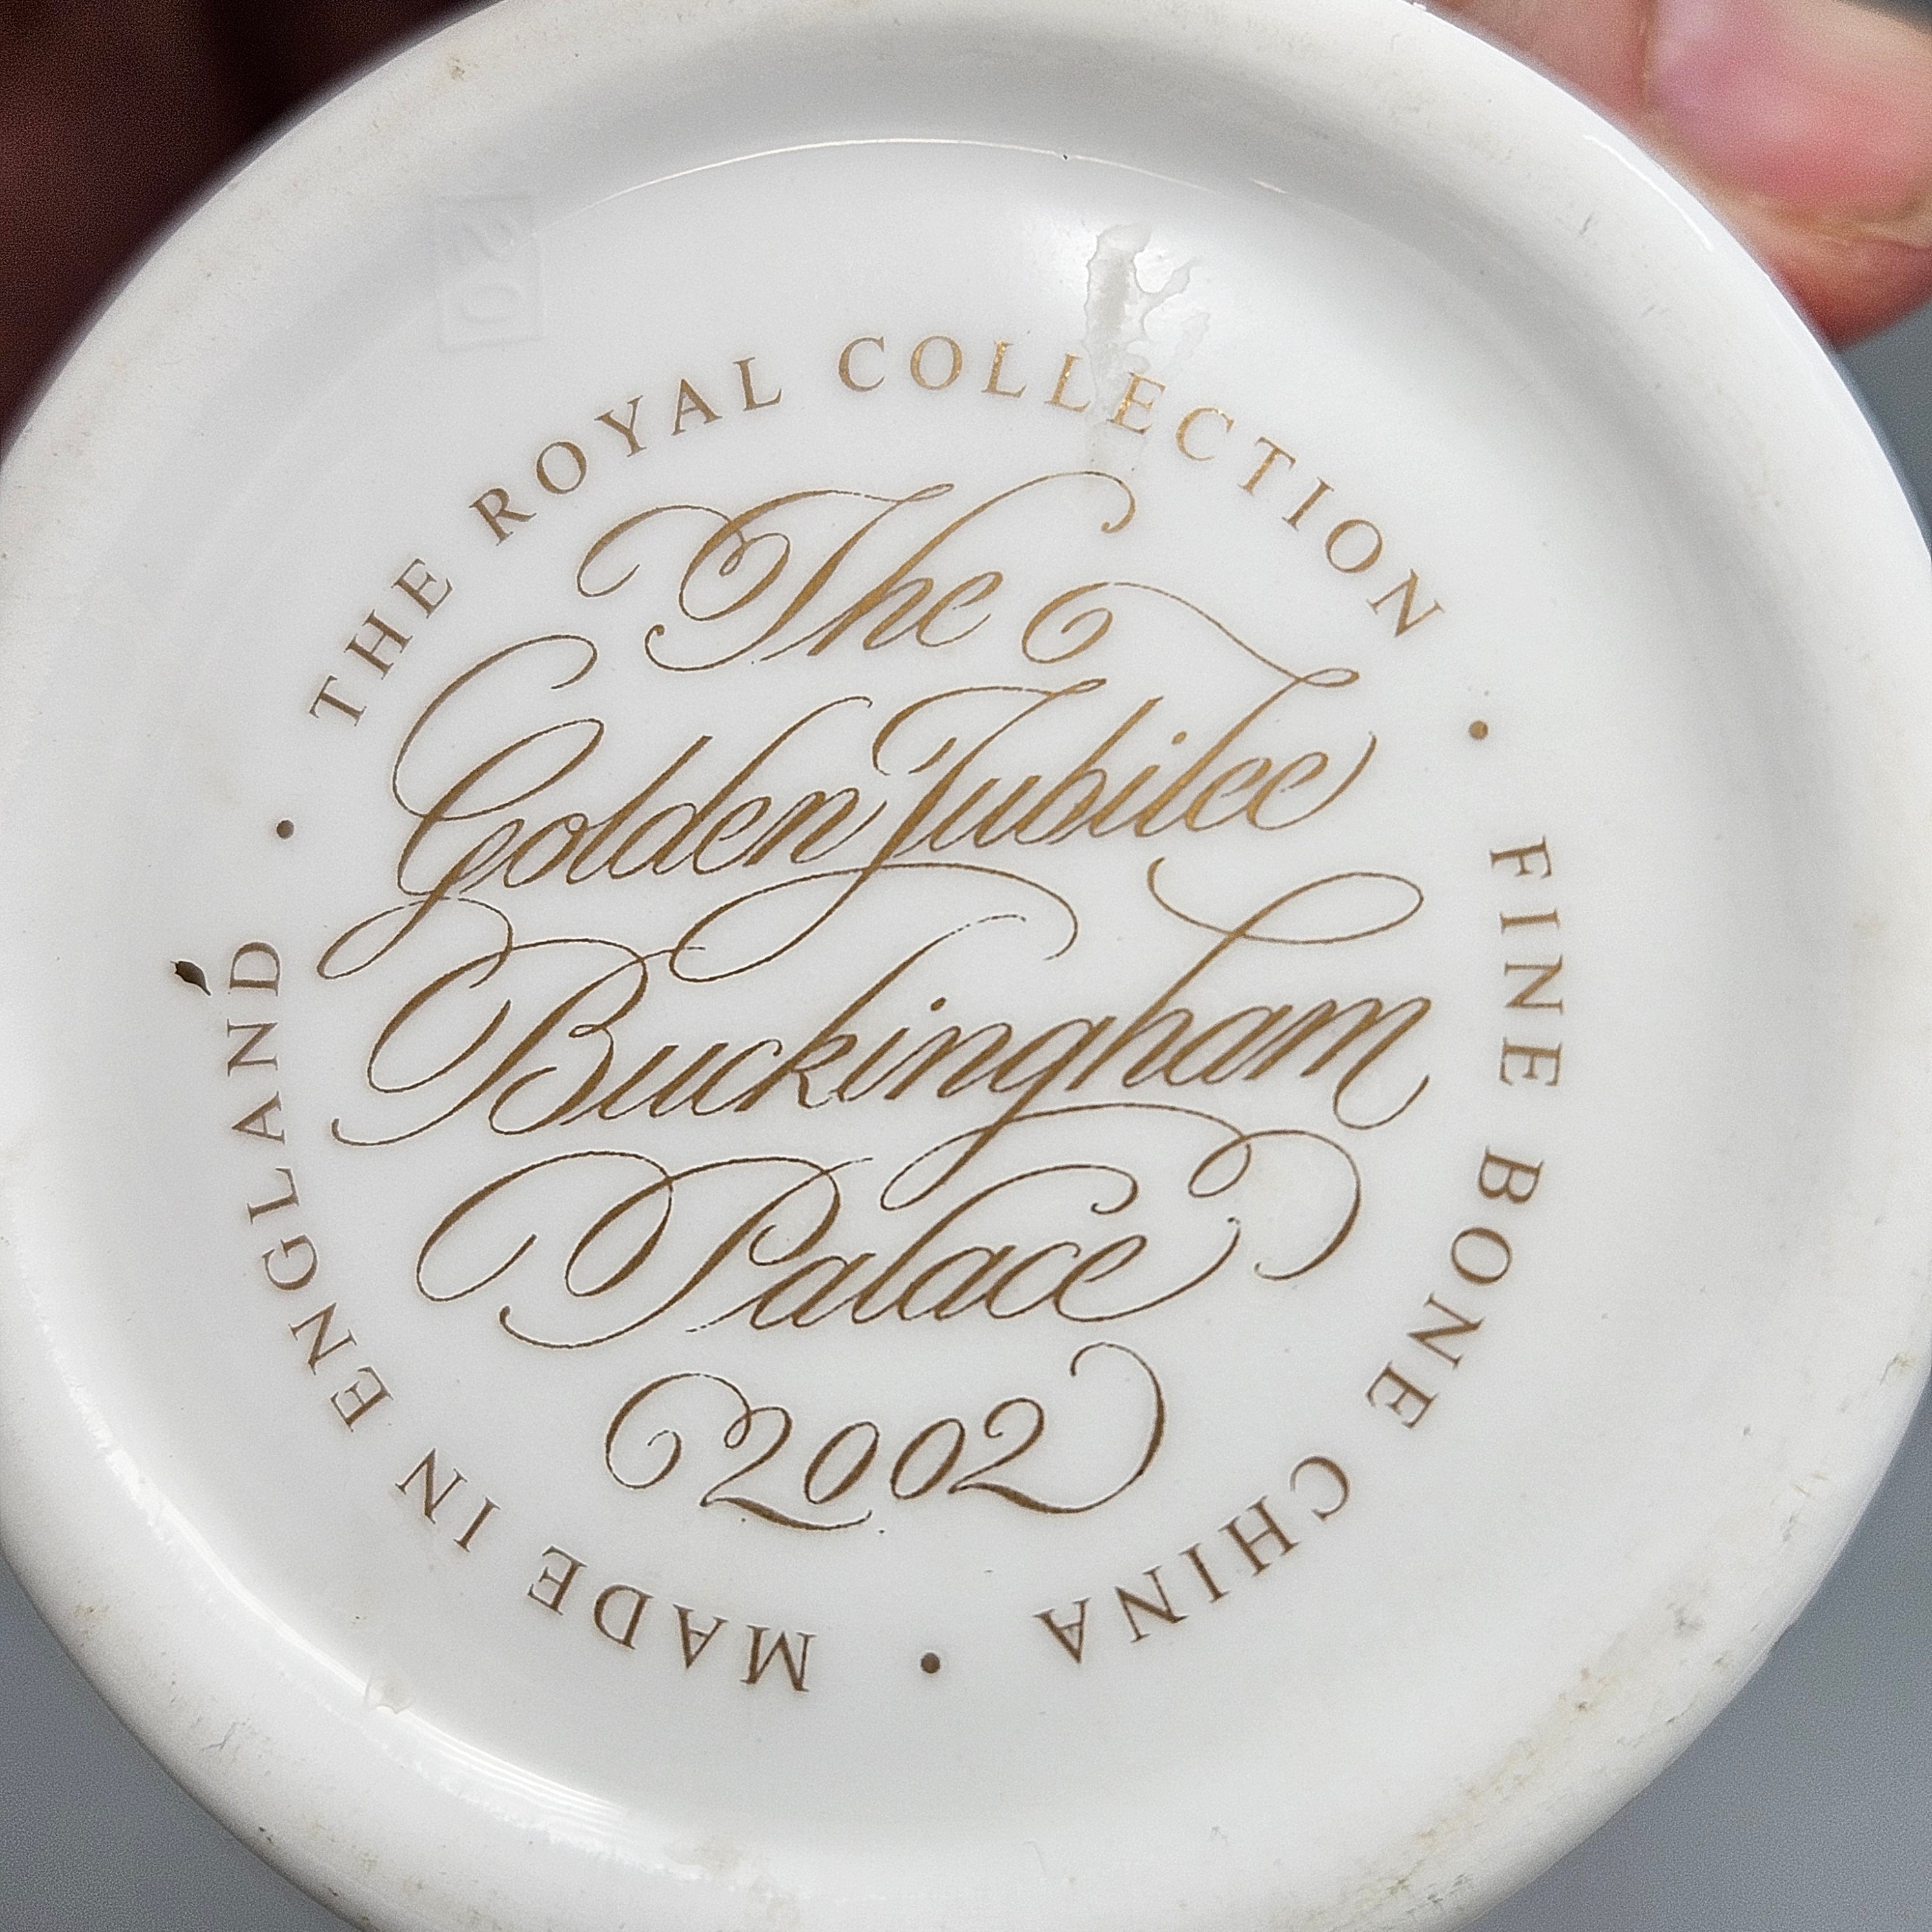 THE ROYAL COLLECTION • FINE BONE CHINA • MADE IN ENGLAND •
The
Golden Jubilee
Buckingham
Palace
2002